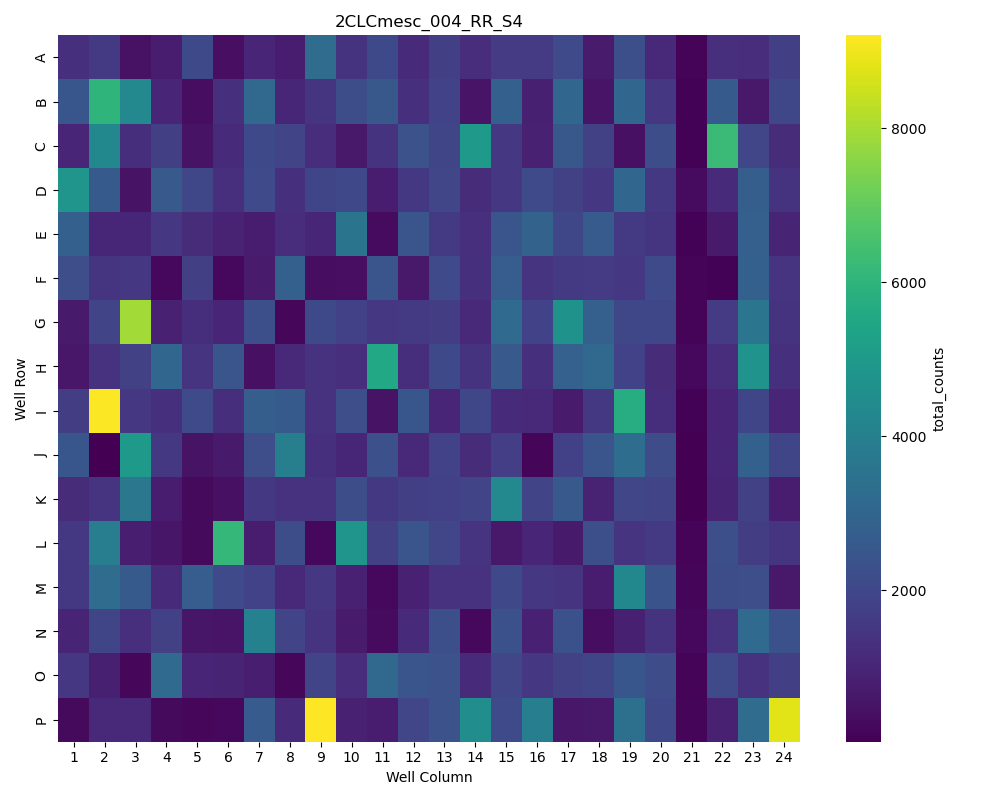 2CLCmesc_004_RR_S4
A
B
C
D
E
F
G
H
I
J
K
L
M
N
O
P
Well Row
1 2 3 4 5 6 7 8 9 10 11 12 13 14 15 16 17 18 19 20 21 22 23 24
Well Column
8000
6000
4000
2000
total_counts